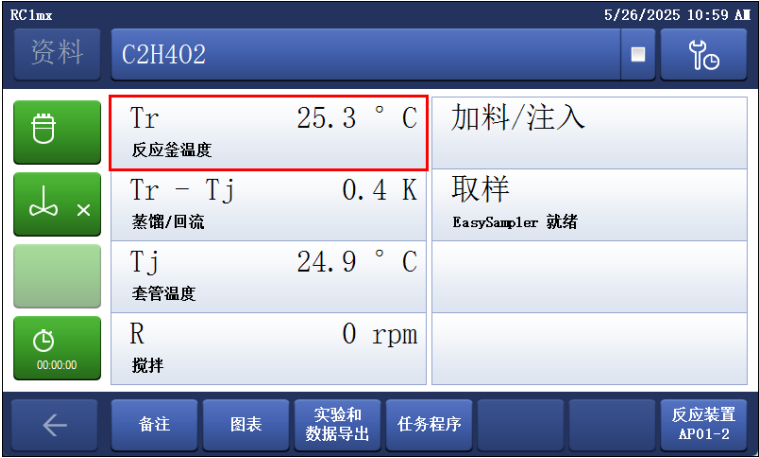 RC1mx 5/26/2025 10:59 AM
资料 C2H4O2
Tr 25.3 ° C 加料/注入
反应釜温度
Tr - Tj 0.4 K 取样
蒸馏/回流 EasySampler 就绪
Tj 24.9 ° C
套管温度
R 0 rpm
搅拌
00:00:00
备注 图表 实验和 任务程序 反应装置
数据导出 AP01-2